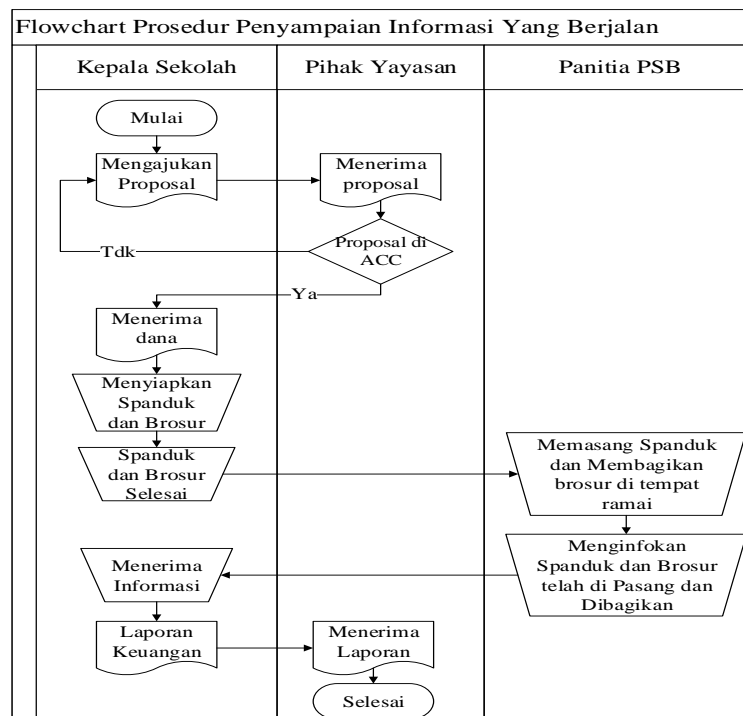 Flowchart Prosedur Penyampaian Informasi Yang Berjalan
Kepala Sekolah
Pihak Yayasan
Panitia PSB
Mulai
Mengajukan
Proposal
Menerima
proposal
Proposal di
ACC
Tdk
Ya
Menerima
dana
Menyiapkan
Spanduk
dan Brosur
Spanduk
dan Brosur
Selesai
Memasang Spanduk
dan Membagikan
brosur di tempat
ramai
Menginfokan
Spanduk dan Brosur
telah di Pasang dan
Dibagikan
Menerima
Informasi
Laporan
Keuangan
Menerima
Laporan
Selesai